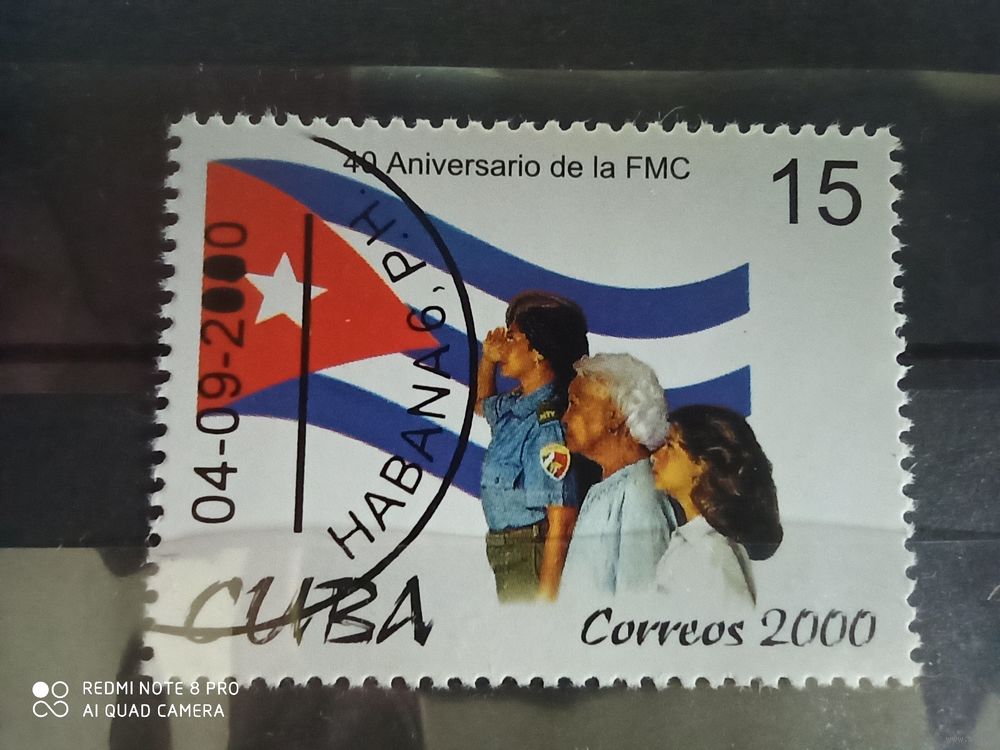 40 Aniversario de la FMC
15
04-09-2000
HABANA 6, P.H.
MTT
CUBA
Correos 2000
REDMI NOTE 8 PRO
AI QUAD CAMERA